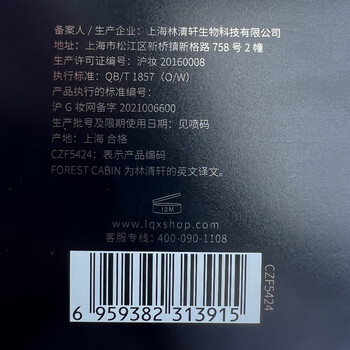 备案人 / 生产企业：上海林清轩生物科技有限公司
地址：上海市松江区新桥镇新格路 758 号 2 幢
生产许可证编号：沪妆 20160008
执行标准：QB/T 1857（O/W）
产品执行的标准编号：
沪 G 妆网备字 2021006600
生产批号及限期使用日期：见喷码
产地：上海 合格
CZF5424：表示产品编码
FOREST CABIN 为林清轩的英文译文。
12M
www.lqxshop.com
客服专线：400-090-1108
CZF5424
6 959382 313915